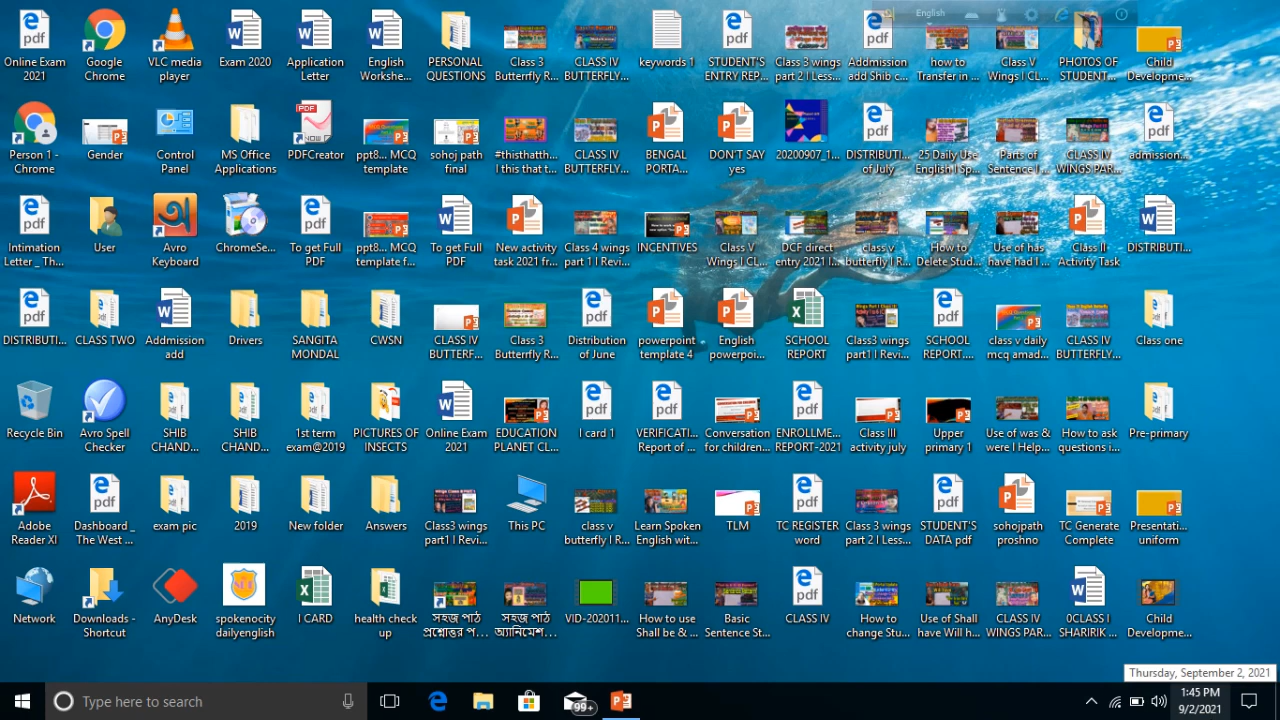 English
Online Exam
2021
Google
Chrome
VLC media
player
Exam 2020
Application
Letter
English
Workshe...
PERSONAL
QUESTIONS
Class 3
Butterfly R...
CLASS IV
BUTTERFLY...
keywords 1
STUDENT'S
ENTRY REP...
Class 3 wings
part 2 l Less...
Addmission
add Shib c...
how to
Transfer in ...
Class V
Wings l CL...
PHOTOS OF
STUDENT...
Child
Developme...
Person 1 -
Chrome
Gender
Control
Panel
MS Office
Applications
PDFCreator
ppt8... MCQ
template
sohoj path
final
#thisthatth...
l this that t...
CLASS IV
BUTTERFLY...
BENGAL
PORTA...
DON'T SAY
yes
20200907_1...
DISTRIBUTI...
of July
25 Daily Use
English l Sp...
Parts of
Sentence l ...
CLASS IV
WINGS PAR...
admission...
Intimation
Letter _ Th...
User
Avro
Keyboard
ChromeSe...
To get Full
PDF
ppt8... MCQ
template f...
To get Full
PDF
New activity
task 2021 fr...
Class 4 wings
part 1 l Revi...
INCENTIVES
Class V
Wings l CL...
DCF direct
entry 2021 l...
class v
butterfly l R...
How to
Delete Stud...
Use of has
have had l ...
Class II
Activity Task
DISTRIBUTI...
DISTRIBUTI...
CLASS TWO
Addmission
add
Drivers
SANGITA
MONDAL
CWSN
CLASS IV
BUTTERF...
Class 3
Butterfly R...
Distribution
of June
powerpoint
template 4
English
powerpoi...
SCHOOL
REPORT
Class3 wings
part1 l Revi...
SCHOOL
REPORT....
class v daily
mcq amad...
CLASS IV
BUTTERFLY...
Class one
Recycle Bin
Avro Spell
Checker
SHIB
CHAND...
SHIB
CHAND...
1st term
exam@2019
PICTURES OF
INSECTS
Online Exam
2021
EDUCATION
PLANET CL...
I card 1
VERIFICATI...
Report of ...
Conversation
for children...
ENROLLME...
REPORT-2021
Class III
activity july
Upper
primary 1
Use of was &
were l Help...
How to ask
questions i...
Pre-primary
Adobe
Reader XI
Dashboard _
The West ...
exam pic
2019
New folder
Answers
Class3 wings
part1 l Revi...
This PC
class v
butterfly l R...
Learn Spoken
English wit...
TLM
TC REGISTER
word
Class 3 wings
part 2 l Less...
STUDENT'S
DATA pdf
sohojpath
proshno
TC Generate
Complete
Presentati...
uniform
Network
Downloads -
Shortcut
AnyDesk
spokenocity
dailyenglish
I CARD
health check
up
সহজ পাঠ
প্রশ্নোত্তর প...
সহজ পাঠ
অ্যানিমেশ...
VID-202011...
How to use
Shall be & ...
Basic
Sentence St...
CLASS IV
How to
change Stu...
Use of Shall
have Will h...
CLASS IV
WINGS PAR...
0CLASS I
SHARIRIK ...
Child
Developme...
Thursday, September 2, 2021
Type here to search
99+
1:45 PM
9/2/2021